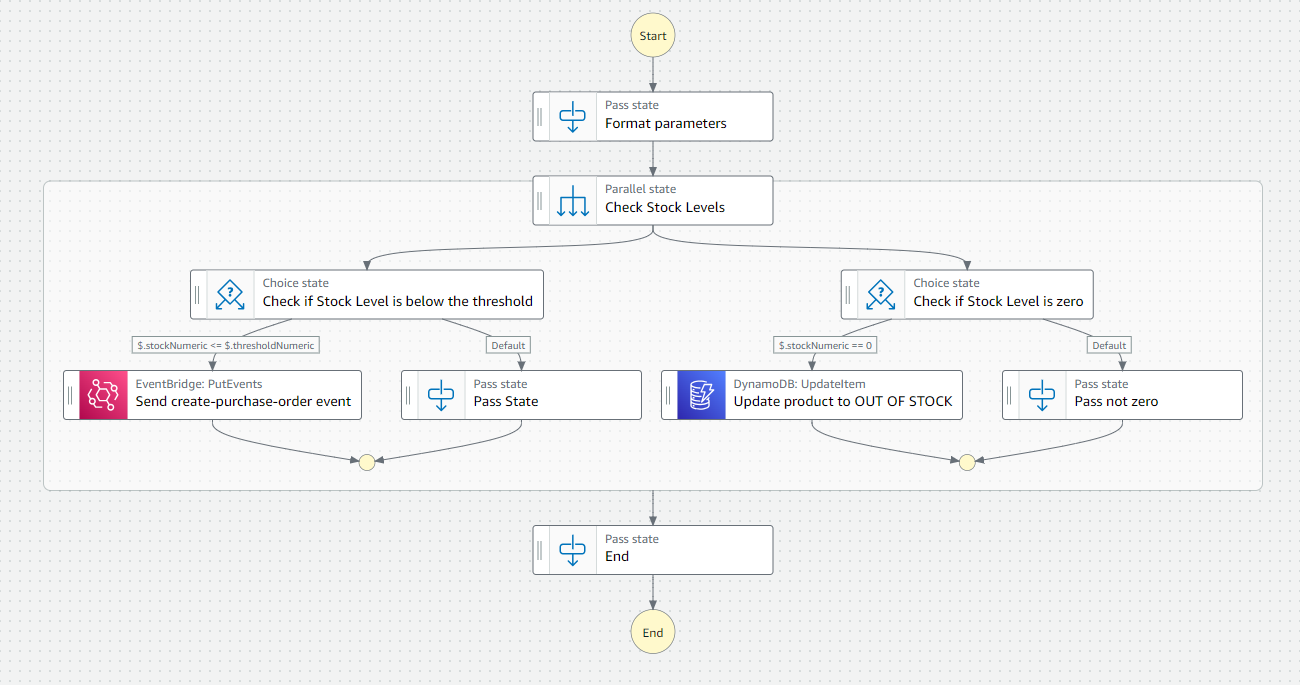 Start
Pass state
Format parameters
Parallel state
Check Stock Levels
Choice state
Check if Stock Level is below the threshold
Choice state
Check if Stock Level is zero
$.stockNumeric <= $.thresholdNumeric
Default
$.stockNumeric == 0
Default
EventBridge: PutEvents
Send create-purchase-order event
Pass state
Pass State
DynamoDB: UpdateItem
Update product to OUT OF STOCK
Pass state
Pass not zero
Pass state
End
End